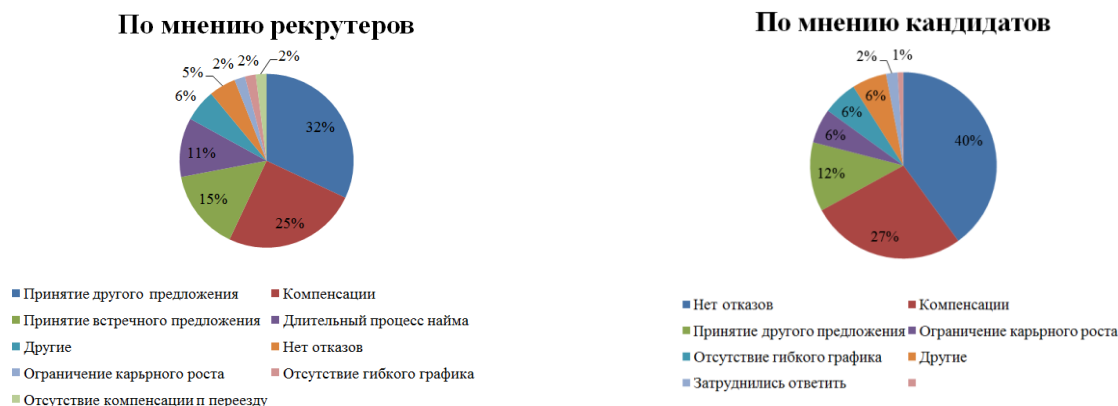 По мнению рекрутеров
2%
2%
2%
5%
6%
11%
15%
25%
32%
Принятие другого предложения
Компенсации
Принятие встречного предложения
Длительный процесс найма
Другие
Нет отказов
Ограничение карьрного роста
Отсутствие гибкого графика
Отсутствие компенсации п переезду
По мнению кандидатов
2%
1%
6%
6%
6%
12%
27%
40%
Нет отказов
Компенсации
Принятие другого предложения
Ограничение карьрного роста
Отсутствие гибкого графика
Другие
Затруднились ответить